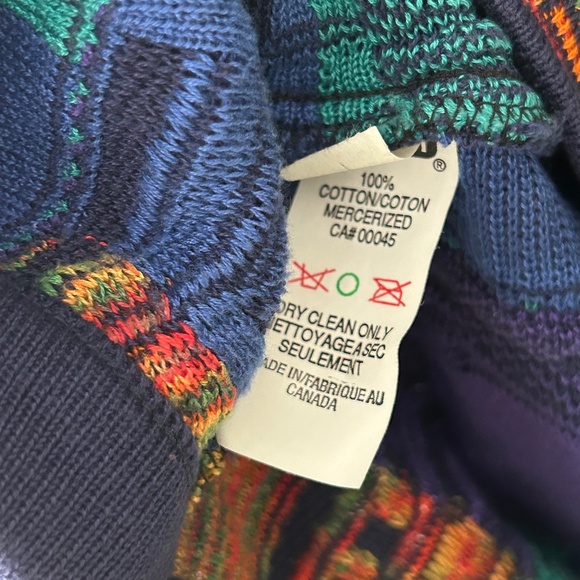 ®
100%
COTTON/COTON
MERCERIZED
CA# 00045
DRY CLEAN ONLY
NETTOYAGE A SEC
SEULEMENT
MADE IN/FABRIQUE AU
CANADA